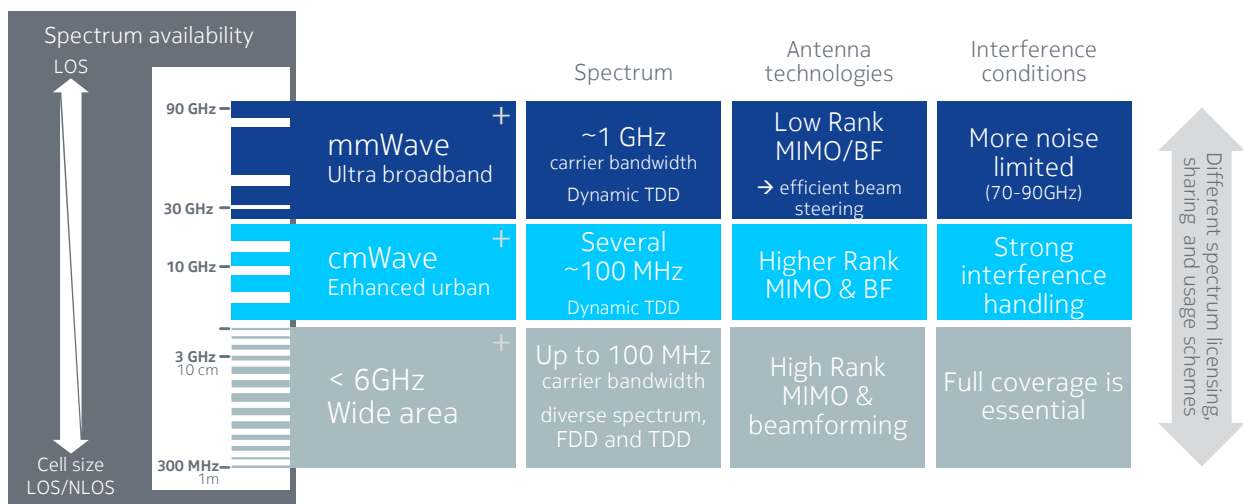 Spectrum availability
LOS
90 GHz
30 GHz
10 GHz
3 GHz
10 cm
300 MHz
1m
Cell size
LOS/NLOS
Spectrum
Antenna
technologies
Interference
conditions
+
mmWave
Ultra broadband
~1 GHz
carrier bandwidth
Dynamic TDD
Low Rank
MIMO/BF
→ efficient beam
steering
More noise
limited
(70-90GHz)
+
cmWave
Enhanced urban
Several
~100 MHz
Dynamic TDD
Higher Rank
MIMO & BF
Strong
interference
handling
+
< 6GHz
Wide area
Up to 100 MHz
carrier bandwidth
diverse spectrum,
FDD and TDD
High Rank
MIMO &
beamforming
Full coverage is
essential
Different spectrum licensing,
sharing and usage schemes